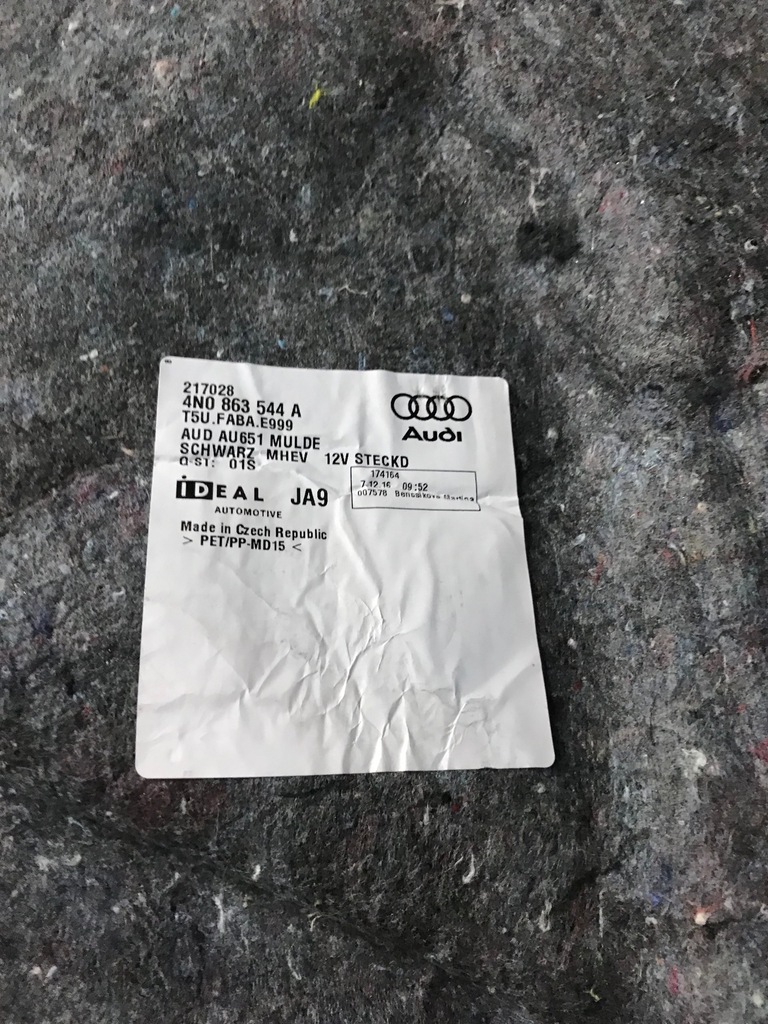 217028
4N0 863 544 A
T5U.FABA.E999
AUD AU651 MULDE
SCHWARZ MHEV 12V STECKD
Q-ST: 01S
Audi
174164
7.12.16 09:52
007578
iDEAL JA9
AUTOMOTIVE
Made in Czech Republic
> PET/PP-MD15 <